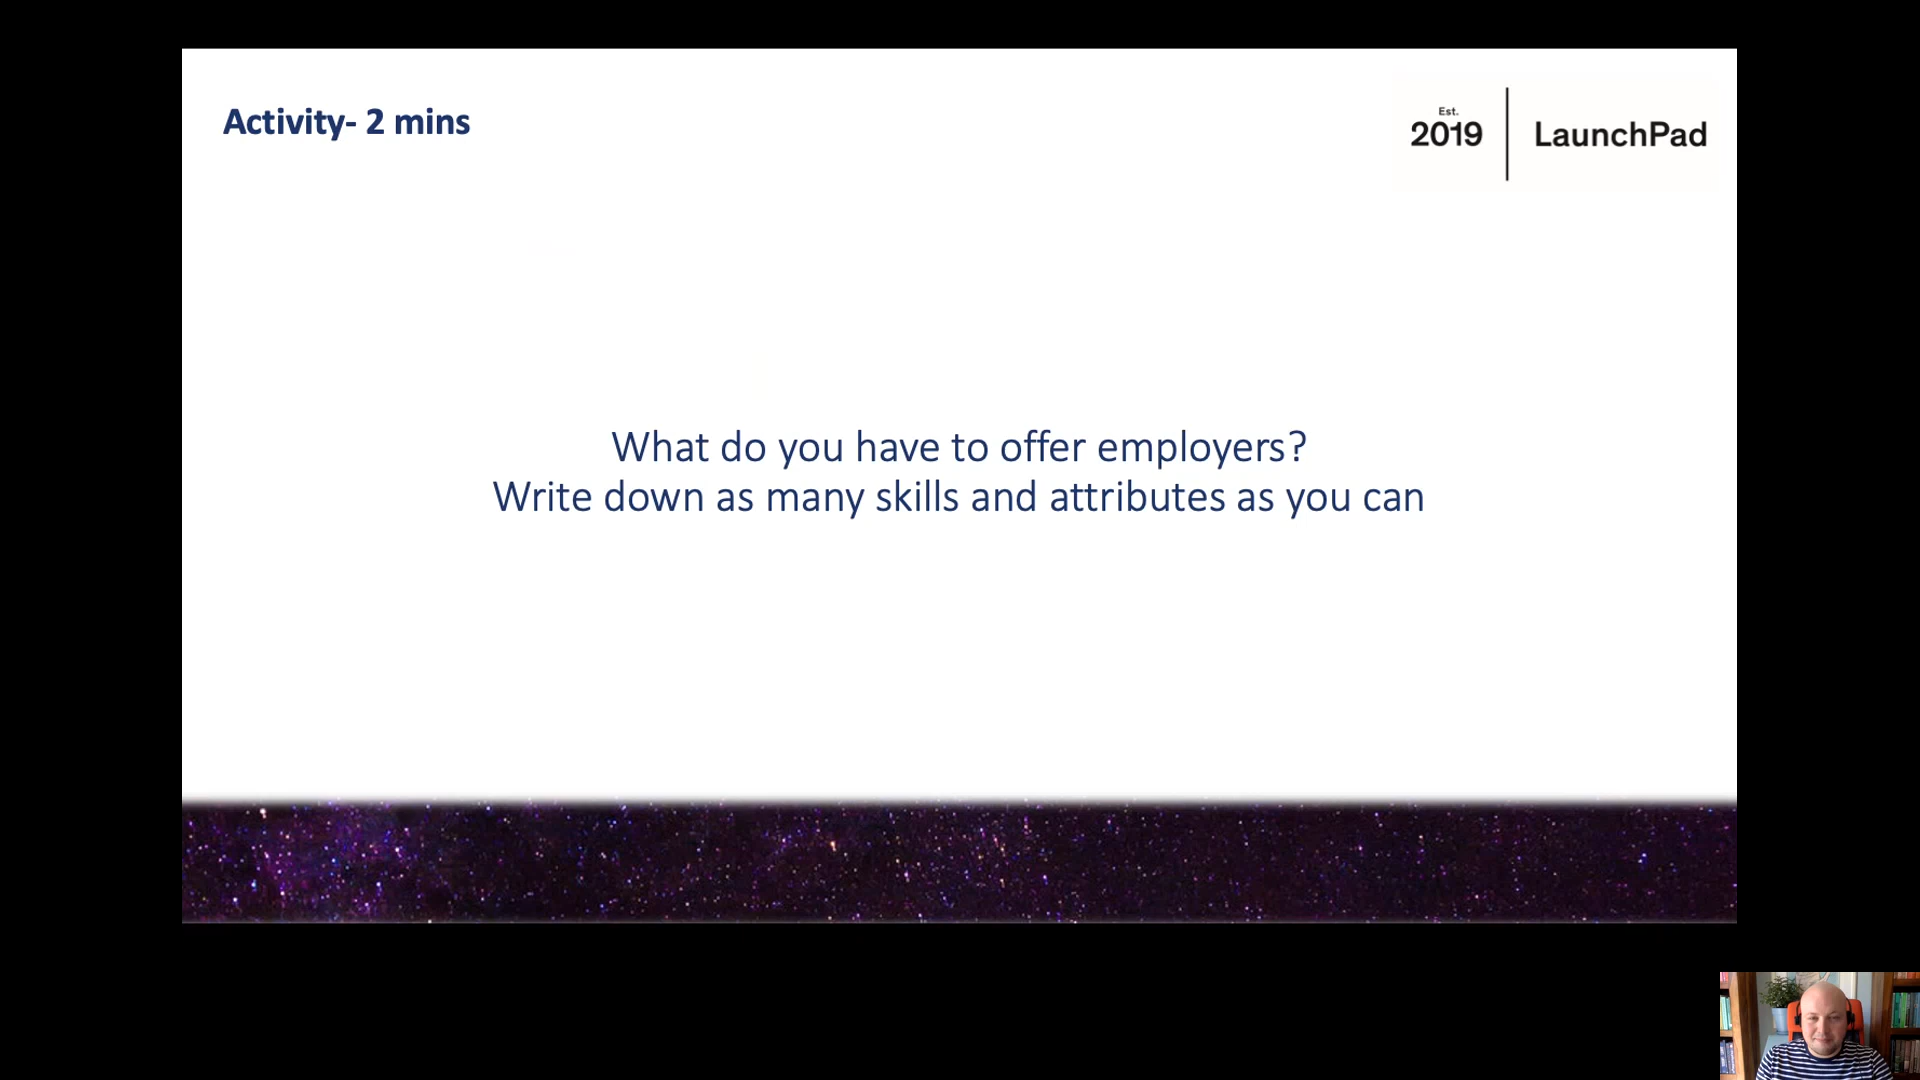 Activity- 2 mins
Est.
2019
LaunchPad
What do you have to offer employers?
Write down as many skills and attributes as you can